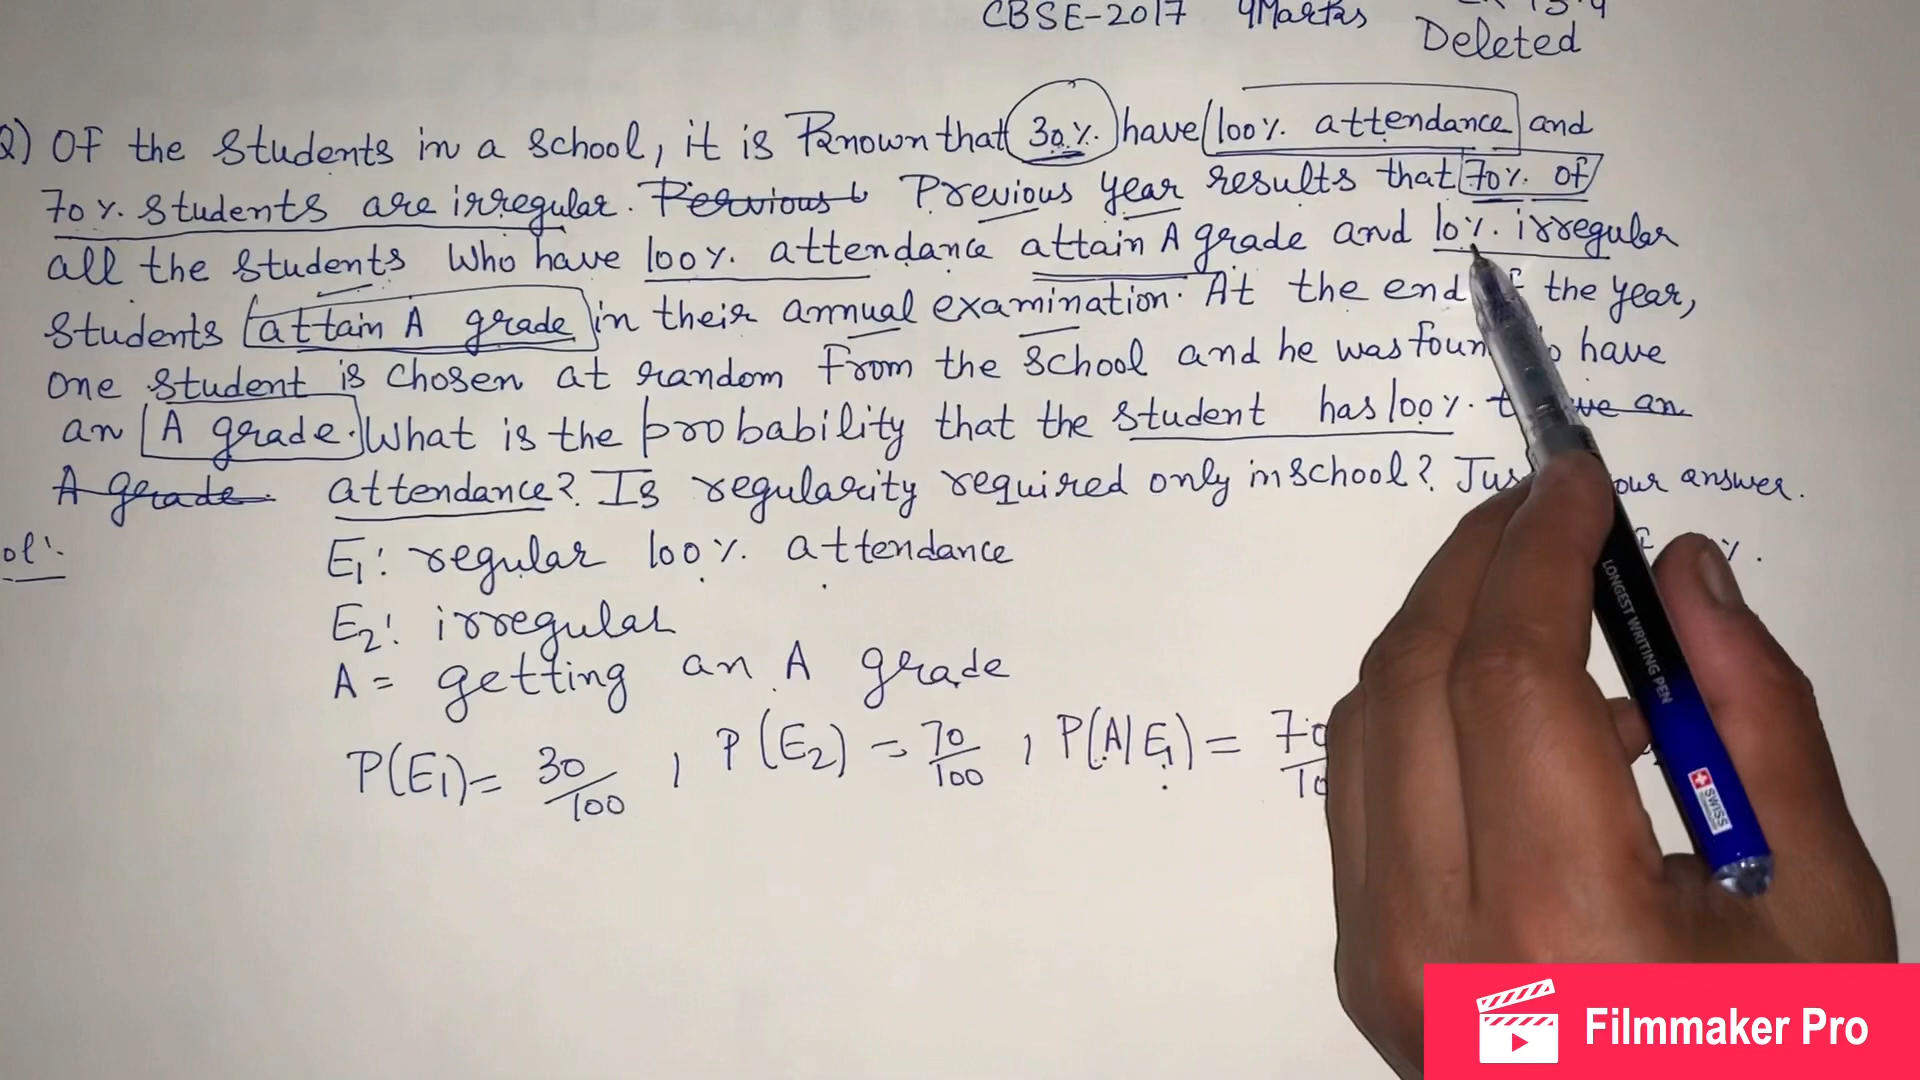 CBSE-2017 4Marks
Deleted
Q) OF the students in a school, it is Known that 30%. have 100%. attendance and
70%. students are irregular. Pervious Previous year results that 70%. of
all the students who have 100%. attendance attain A grade and 10%. irregular
students attain A grade in their annual examination. At the end of the year,
one student is chosen at random from the school and he was found to have
an A grade. What is the probability that the student has 100%. an
A grade. attendance? Is regularity required only in school? Justify your answer.
Sol:-
E1: regular 100%. attendance
E2: irregular
A = getting an A grade
P(E1)= 30/100 , P(E2) = 70/100 , P(A|E1) =
LONGEST WRITING PEN
SWISS
Filmmaker Pro